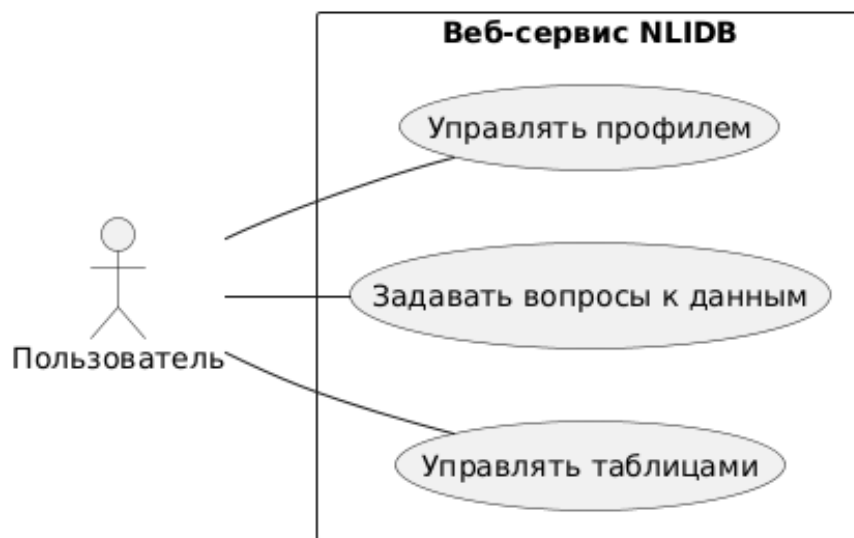 Веб-сервис NLIDB
Управлять профилем
Задавать вопросы к данным
Пользователь
Управлять таблицами